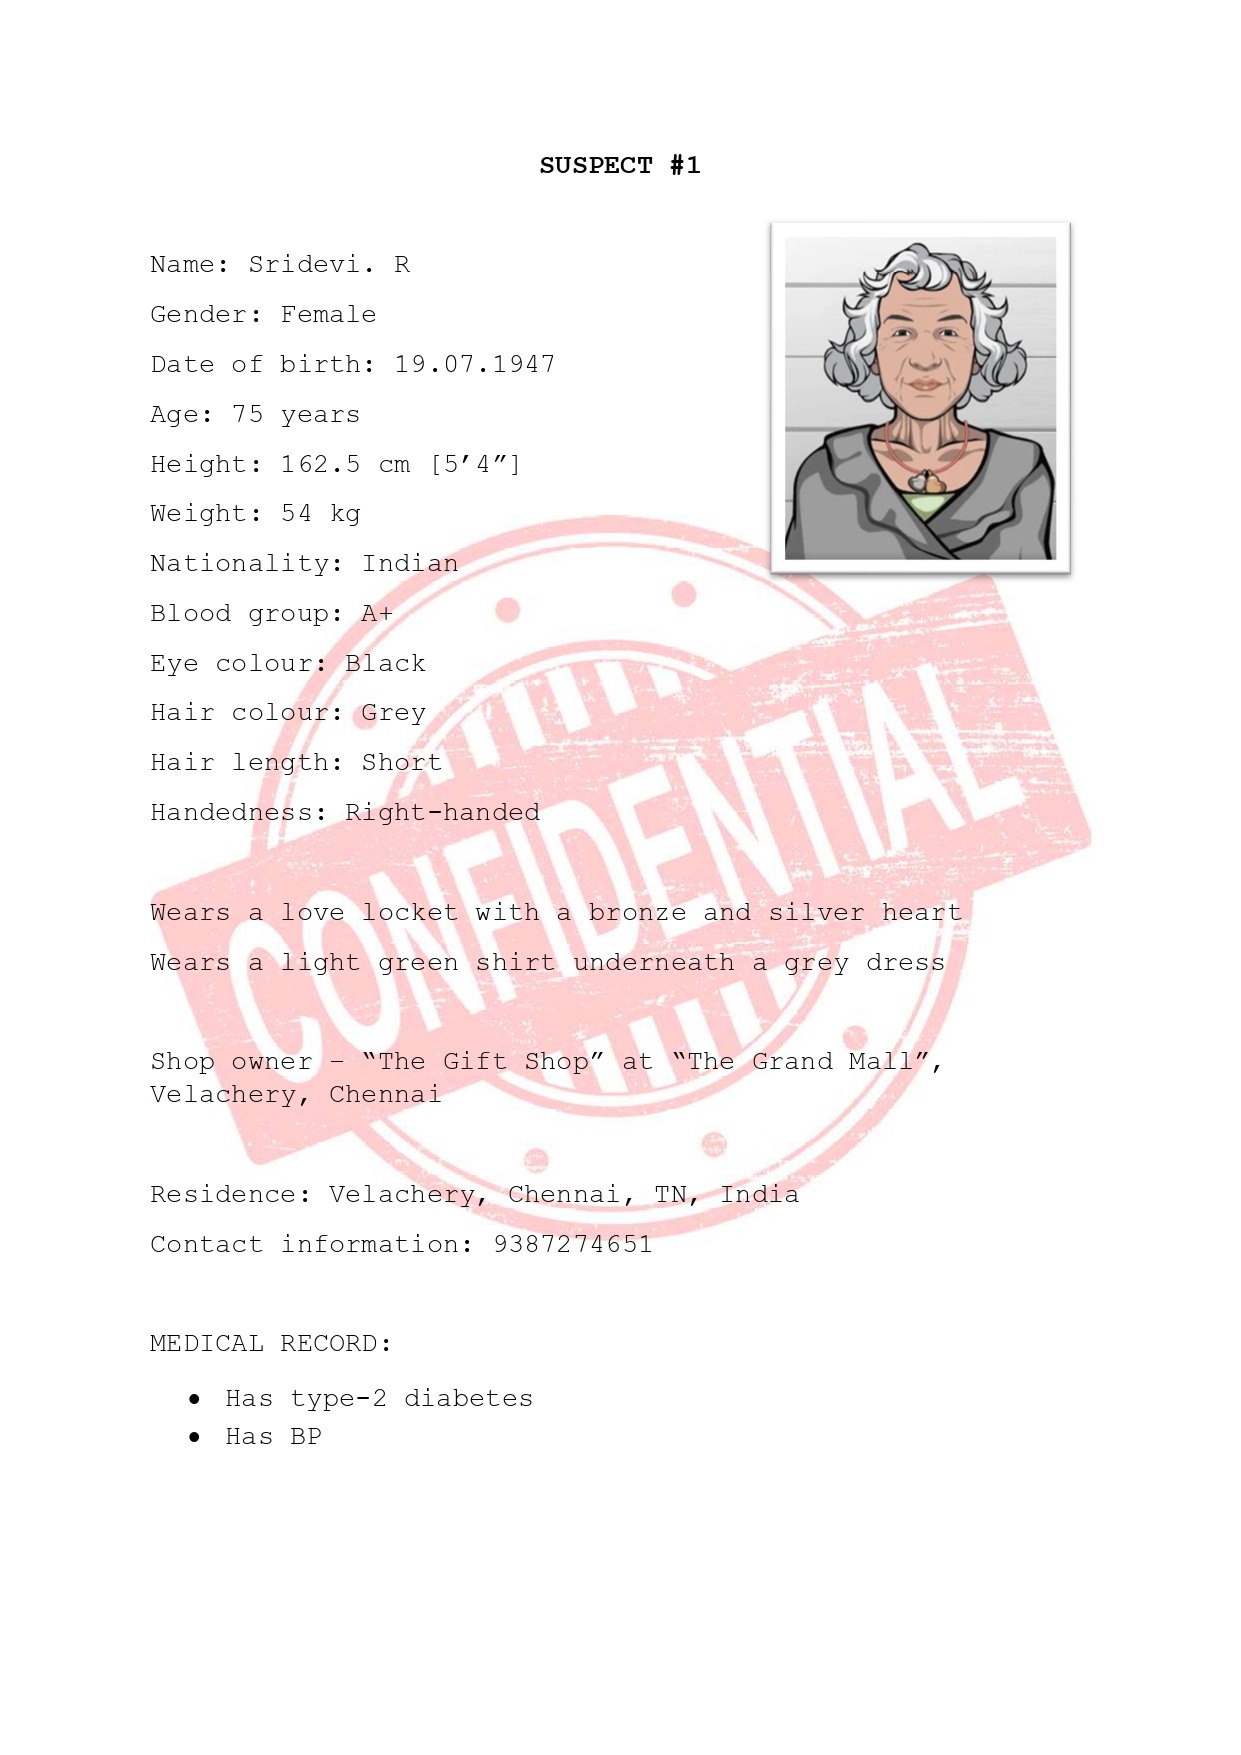 SUSPECT #1
Name: Sridevi. R
Gender: Female
Date of birth: 19.07.1947
Age: 75 years
Height: 162.5 cm [5’4”]
Weight: 54 kg
Nationality: Indian
Blood group: A+
Eye colour: Black
Hair colour: Grey
Hair length: Short
Handedness: Right-handed
CONFIDENTIAL
Wears a love locket with a bronze and silver heart
Wears a light green shirt underneath a grey dress
Shop owner – “The Gift Shop” at “The Grand Mall”,
Velachery, Chennai
Residence: Velachery, Chennai, TN, India
Contact information: 9387274651
MEDICAL RECORD:
• Has type-2 diabetes
• Has BP